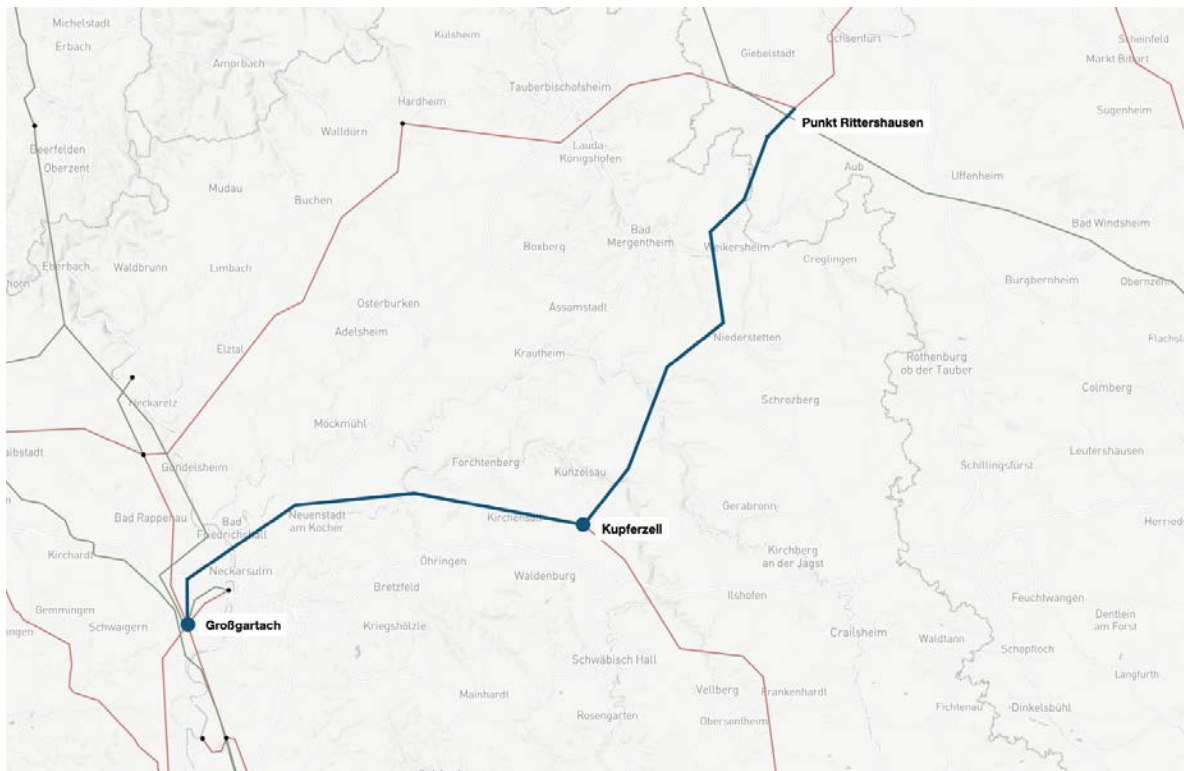 Michelstadt
Erbach
Kulsheim
Ochsenfurt
Scheinfeld
Amorbach
Giebelstadt
Markt Bibart
Tauberbischofsheim
Hardheim
Sugenheim
Walldürn
Punkt Rittershausen
Beerfelden
Oberzent
Lauda-
Königshofen
Aub
Uffenheim
Mudau
Buchen
Bad
Mergentheim
Bad Windsheim
Boxberg
Weikersheim
Creglingen
Eberbach
Waldbrunn
Limbach
Burgbernheim
Obernzenn
Osterburken
Assamstadt
Adelsheim
Niederstetten
Elztal
Krautheim
Rothenburg
ob der Tauber
Colmberg
Neckarelz
Schrozberg
Möckmühl
Leutershausen
Gundelsheim
Forchtenberg
Künzelsau
Schillingsfürst
Gerabronn
Bad Rappenau
Bad
Friedrichshall
Neuenstadt
am Kocher
Kupferzell
Kirchardt
Öhringen
Kirchberg
an der Jagst
Neckarsulm
Waldenburg
Bretzfeld
Ilshofen
Feuchtwangen
Gemmingen
Schwaigern
Großgartach
Kriegshölzle
Crailsheim
Waldtann
Dentlein
am Forst
Schopfloch
Schwäbisch Hall
Langfurth
Mainhardt
Vellberg
Frankenhardt
Rosengarten
Obersontheim
Fichtenau
Dinkelsbühl